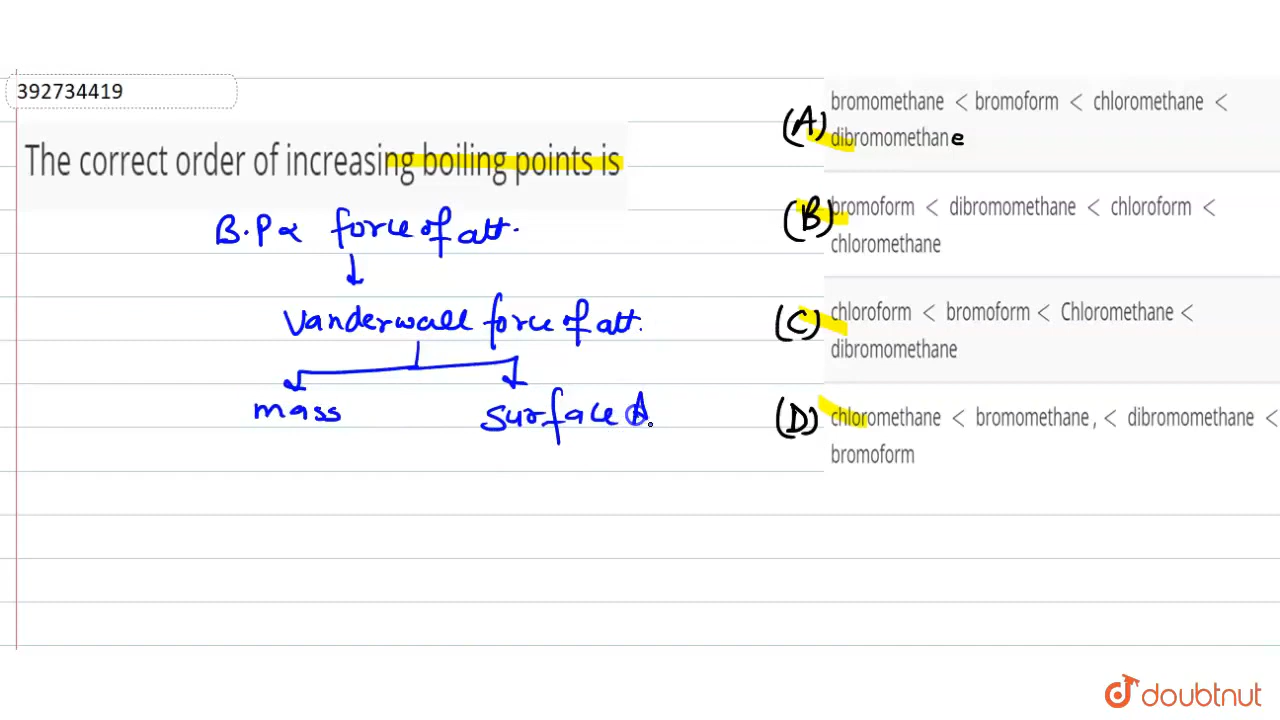 392734419
The correct order of increasing boiling points is
B.P ∝ force of att.
Vanderwall force of att.
mass
surface A.
(A) bromomethane < bromoform < chloromethane <
dibromomethane
(B) bromoform < dibromomethane < chloroform <
chloromethane
(C) chloroform < bromoform < Chloromethane <
dibromomethane
(D) chloromethane < bromomethane, < dibromomethane <
bromoform
doubtnut